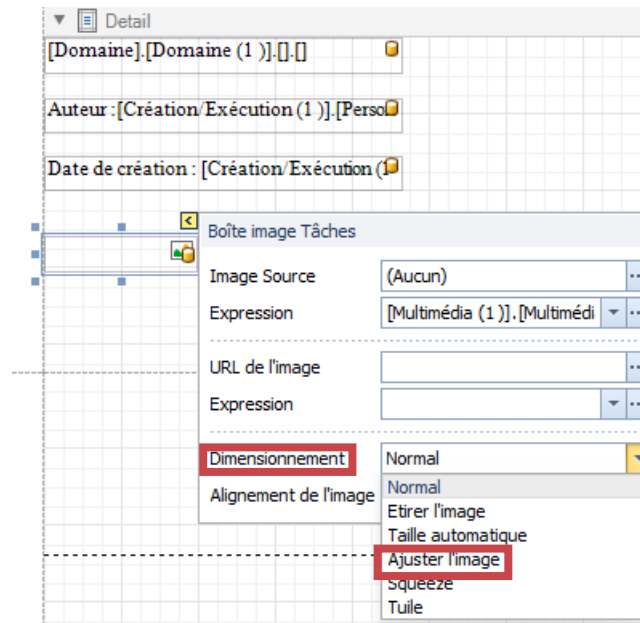 Detail
[Domaine].[Domaine (1 )].[].[]
Auteur :[Création/Exécution (1 )].[Perso
Date de création : [Création/Exécution (1
Boîte image Tâches
Image Source (Aucun)
Expression [Multimédia (1 )].[Multimédi
URL de l'image
Expression
Dimensionnement Normal
Normal
Alignement de l'image
Etirer l'image
Taille automatique
Ajuster l'image
Squeeze
Tuile